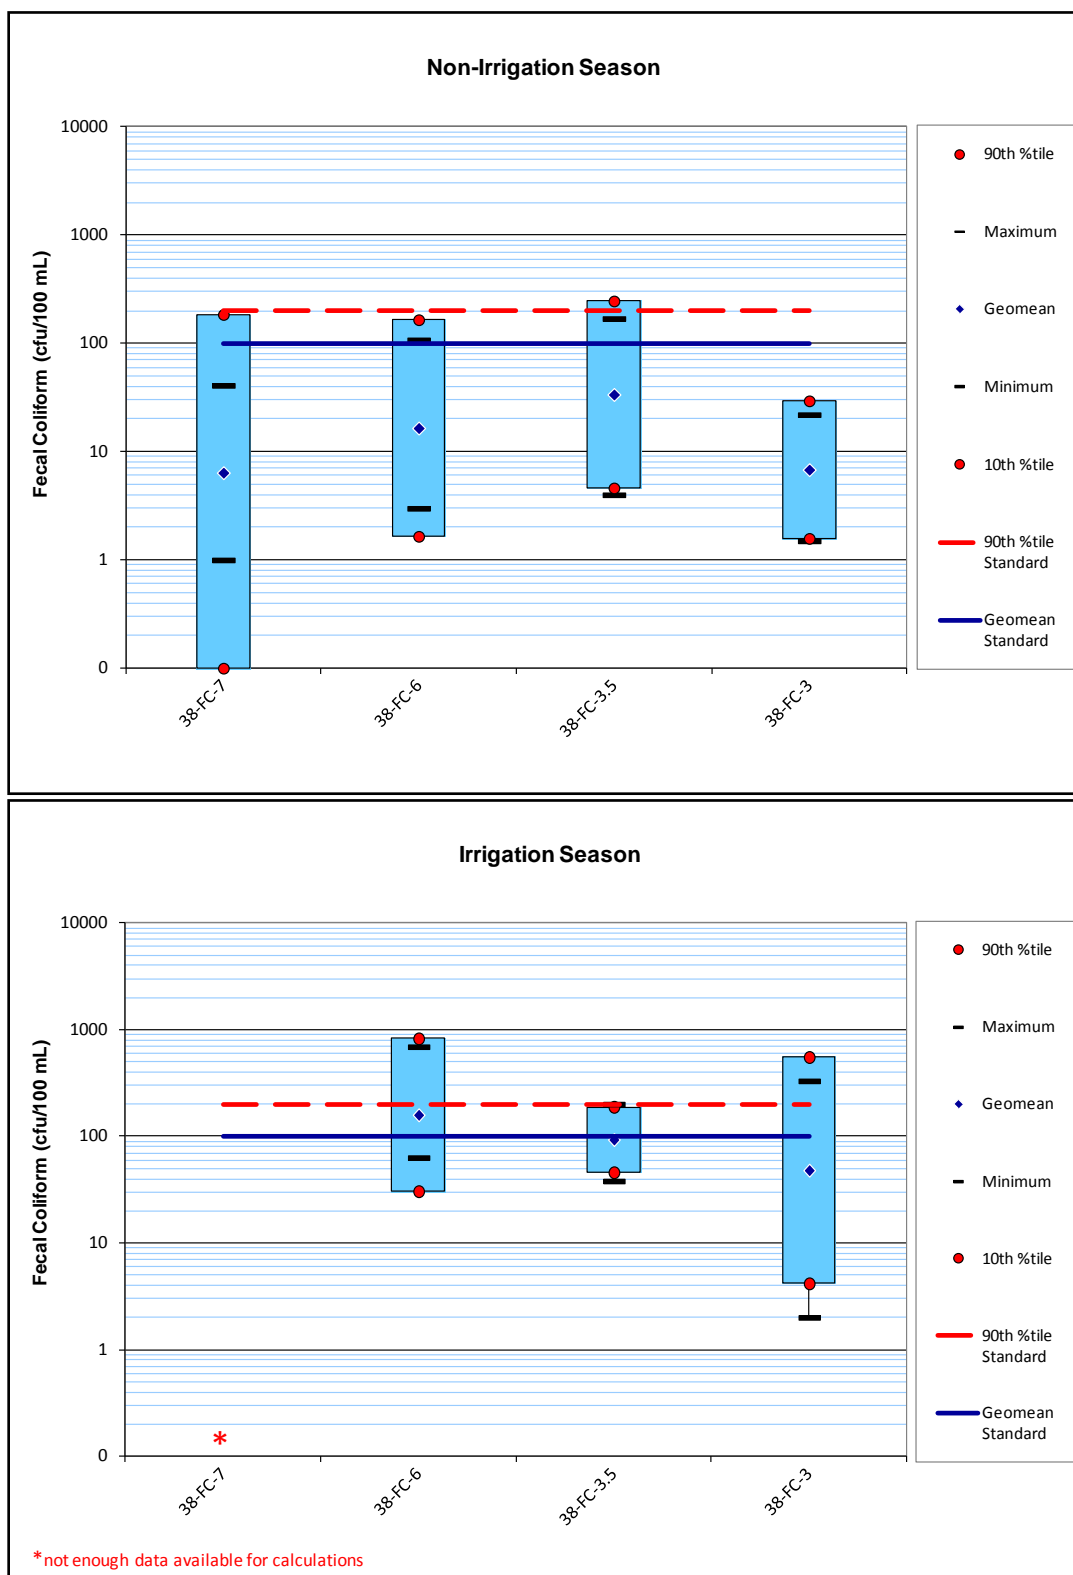 Non-Irrigation Season
Fecal Coliform (cfu/100 mL)
10000
1000
100
10
1
0
38-FC-7
38-FC-6
38-FC-3.5
38-FC-3
90th %tile
Maximum
Geomean
Minimum
10th %tile
90th %tile
Standard
Geomean
Standard
Irrigation Season
Fecal Coliform (cfu/100 mL)
10000
1000
100
10
1
0
*
38-FC-7
38-FC-6
38-FC-3.5
38-FC-3
90th %tile
Maximum
Geomean
Minimum
10th %tile
90th %tile
Standard
Geomean
Standard
*not enough data available for calculations